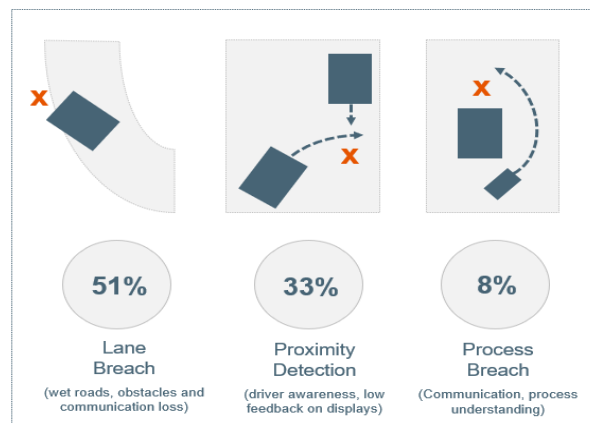 X
X
X
51%
33%
8%
Lane
Breach
(wet roads, obstacles and
communication loss)
Proximity
Detection
(driver awareness, low
feedback on displays)
Process
Breach
(Communication, process
understanding)